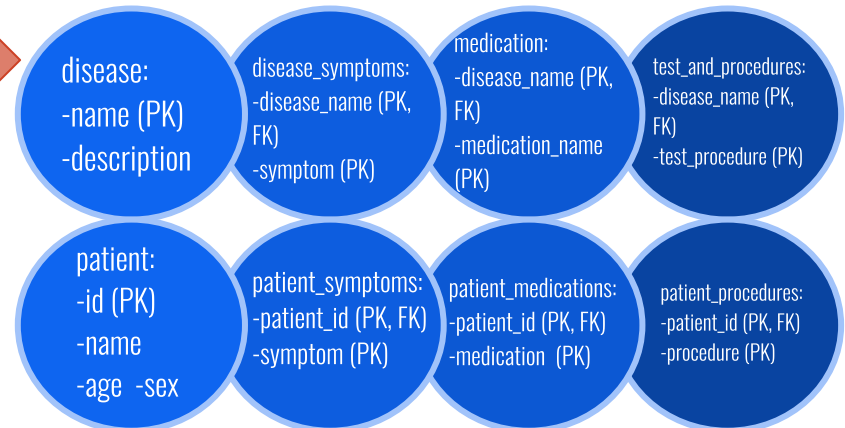 disease:
-name (PK)
-description
disease_symptoms:
-disease_name (PK,
FK)
-symptom (PK)
medication:
-disease_name (PK,
FK)
-medication_name
(PK)
test_and_procedures:
-disease_name (PK,
FK)
-test_procedure (PK)
patient:
-id (PK)
-name
-age -sex
patient_symptoms:
-patient_id (PK, FK)
-symptom (PK)
patient_medications:
-patient_id (PK, FK)
-medication (PK)
patient_procedures:
-patient_id (PK, FK)
-procedure (PK)